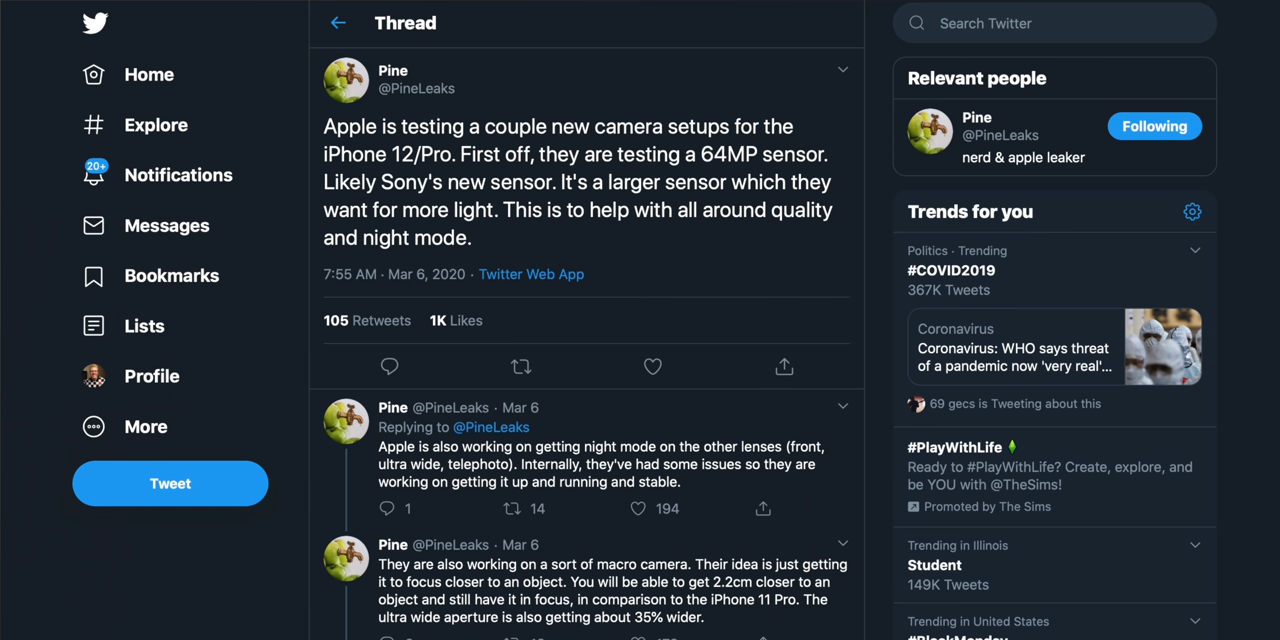 Home
Explore
20+
Notifications
Messages
Bookmarks
Lists
Profile
More
Tweet
Thread
Pine
@PineLeaks
Apple is testing a couple new camera setups for the
iPhone 12/Pro. First off, they are testing a 64MP sensor.
Likely Sony's new sensor. It's a larger sensor which they
want for more light. This is to help with all around quality
and night mode.
7:55 AM · Mar 6, 2020 · Twitter Web App
105 Retweets 1K Likes
Pine @PineLeaks · Mar 6
Replying to @PineLeaks
Apple is also working on getting night mode on the other lenses (front,
ultra wide, telephoto). Internally, they've had some issues so they are
working on getting it up and running and stable.
1 14 194
Pine @PineLeaks · Mar 6
They are also working on a sort of macro camera. Their idea is just getting
it to focus closer to an object. You will be able to get 2.2cm closer to an
object and still have it in focus, in comparison to the iPhone 11 Pro. The
ultra wide aperture is also getting about 35% wider.
Search Twitter
Relevant people
Pine
@PineLeaks
Following
nerd & apple leaker
Trends for you
Politics · Trending
#COVID2019
367K Tweets
Coronavirus
Coronavirus: WHO says threat
of a pandemic now 'very real'...
69 gecs is Tweeting about this
#PlayWithLife
Ready to #PlayWithLife? Create, explore, and
be YOU with @TheSims!
Promoted by The Sims
Trending in Illinois
Student
149K Tweets
Trending in United States
#BlackMonday